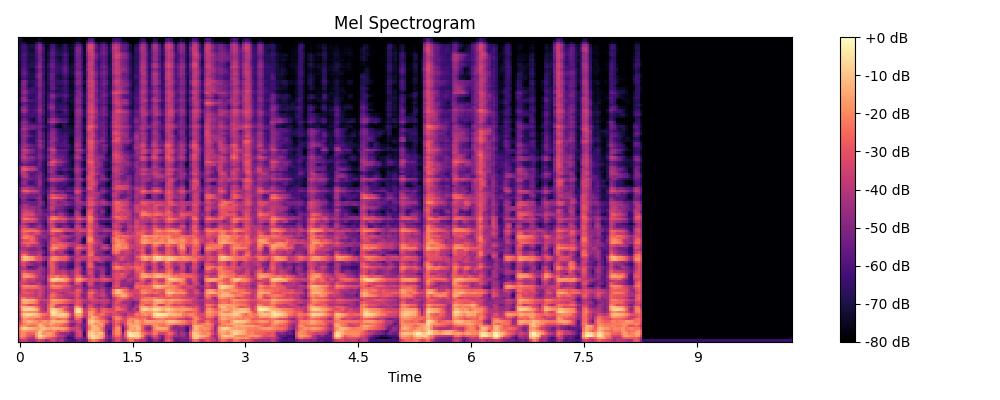 Mel Spectrogram
+0 dB
-10 dB
-20 dB
-30 dB
-40 dB
-50 dB
-60 dB
-70 dB
-80 dB
0 1.5 3 4.5 6 7.5 9
Time